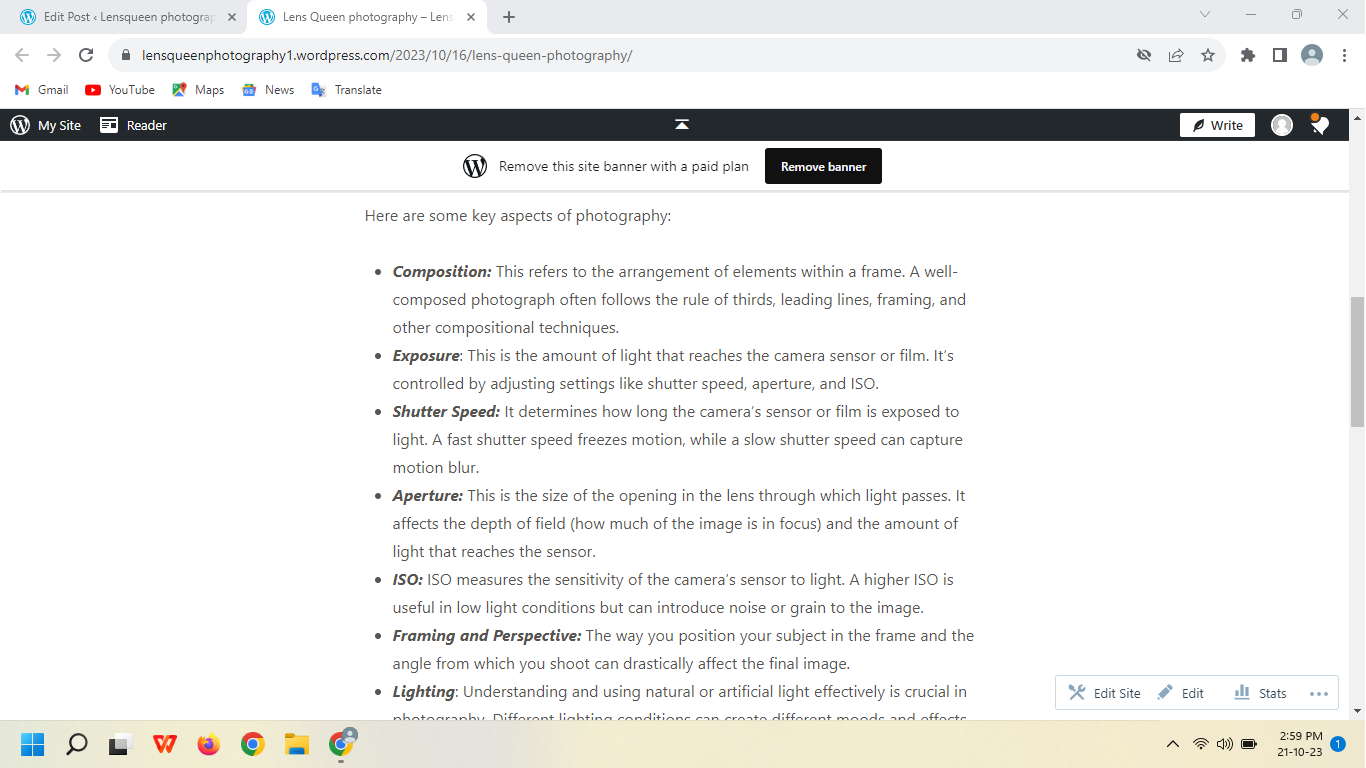 Edit Post ‹ Lensqueen photograp
Lens Queen photography – Lens
lensqueenphotography1.wordpress.com/2023/10/16/lens-queen-photography/
Gmail YouTube Maps News Translate
My Site Reader Write
Remove this site banner with a paid plan Remove banner
Here are some key aspects of photography:
• Composition: This refers to the arrangement of elements within a frame. A well-
composed photograph often follows the rule of thirds, leading lines, framing, and
other compositional techniques.
• Exposure: This is the amount of light that reaches the camera sensor or film. It’s
controlled by adjusting settings like shutter speed, aperture, and ISO.
• Shutter Speed: It determines how long the camera’s sensor or film is exposed to
light. A fast shutter speed freezes motion, while a slow shutter speed can capture
motion blur.
• Aperture: This is the size of the opening in the lens through which light passes. It
affects the depth of field (how much of the image is in focus) and the amount of
light that reaches the sensor.
• ISO: ISO measures the sensitivity of the camera’s sensor to light. A higher ISO is
useful in low light conditions but can introduce noise or grain to the image.
• Framing and Perspective: The way you position your subject in the frame and the
angle from which you shoot can drastically affect the final image.
• Lighting: Understanding and using natural or artificial light effectively is crucial in
photography. Different lighting conditions can create different moods and effects
Edit Site Edit Stats
2:59 PM
21-10-23
1